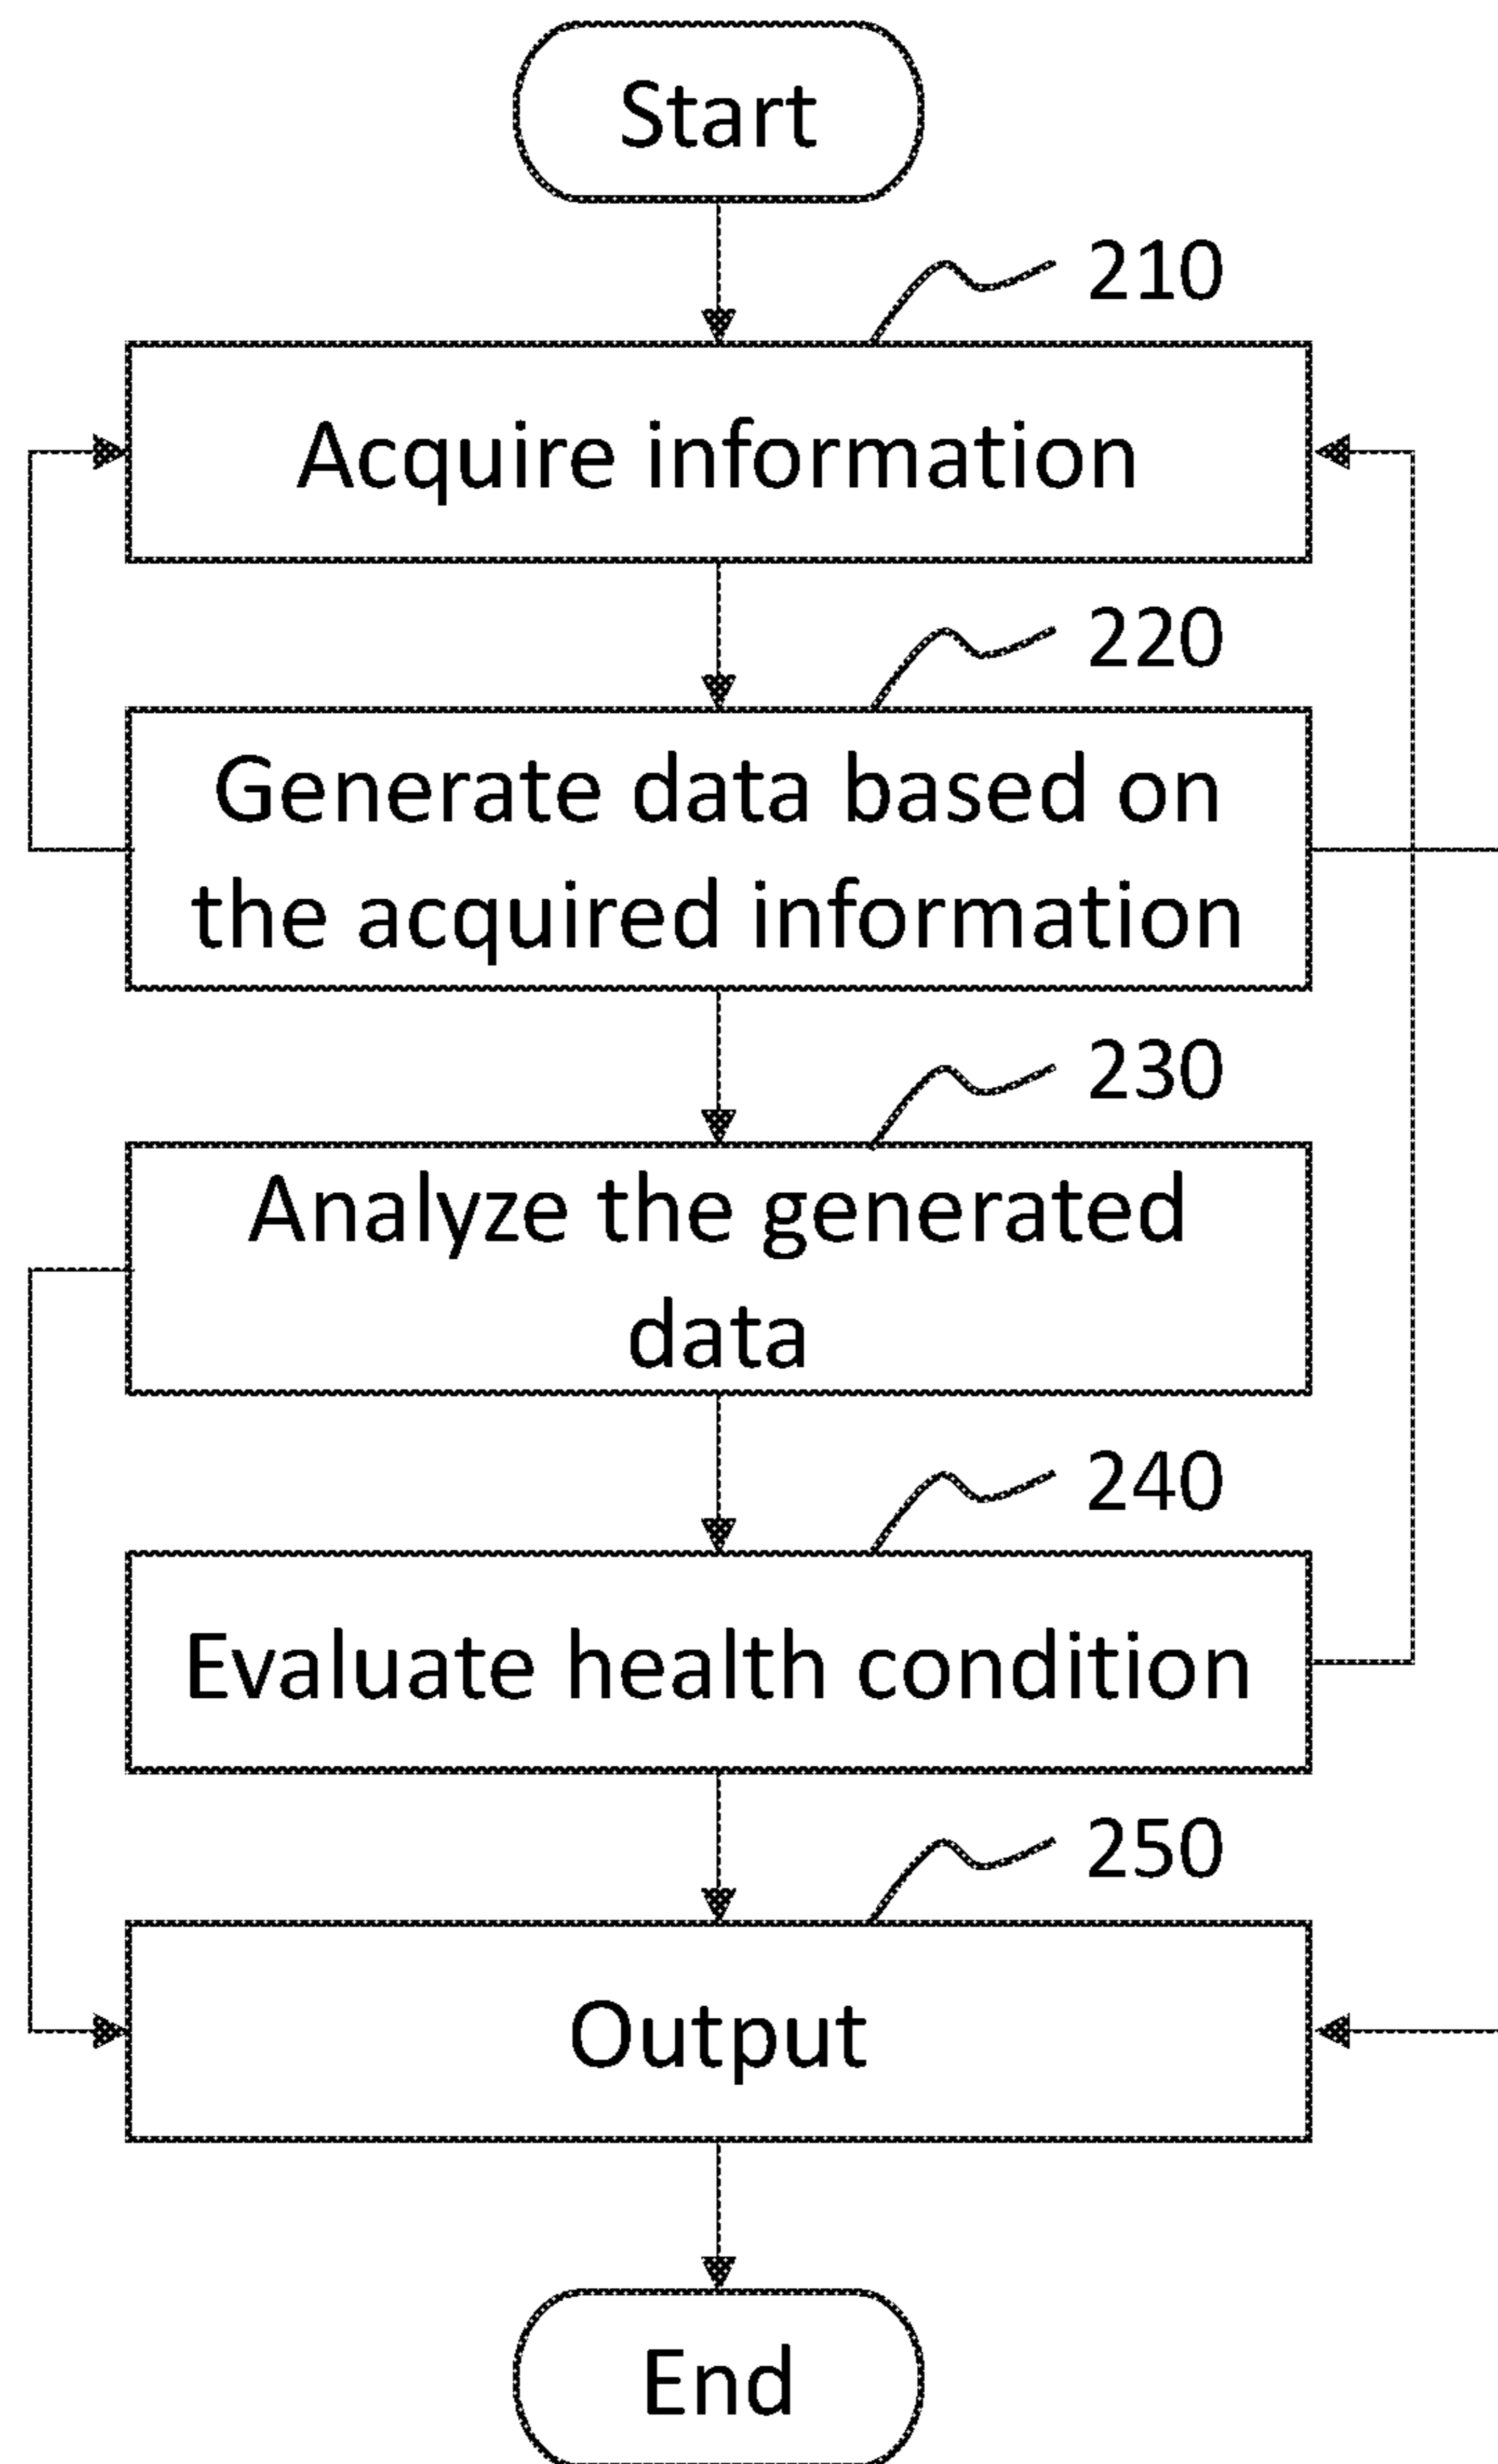 Start
210
Acquire information
220
Generate data based on
the acquired information
230
Analyze the generated
data
240
Evaluate health condition
250
Output
End